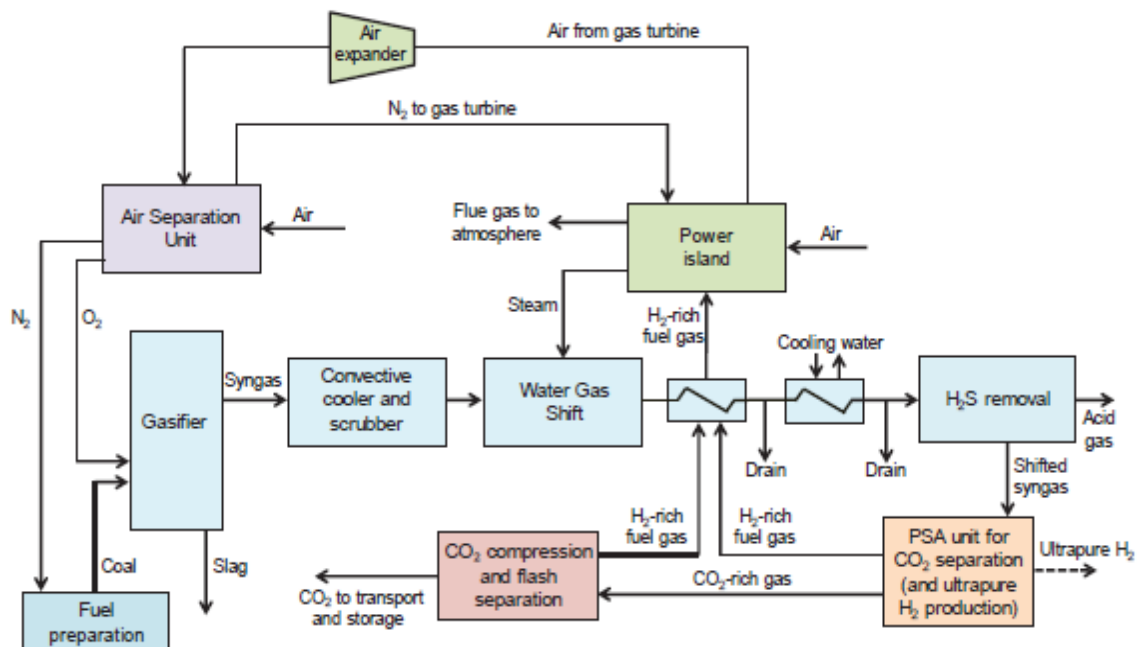 Air
expander
Air from gas turbine
N₂ to gas turbine
Air Separation
Unit
Air
Flue gas to
atmosphere
Power
island
Air
N₂
O₂
Steam
H₂-rich
fuel gas
Cooling water
Gasifier
Syngas
Convective
cooler and
scrubber
Water Gas
Shift
H₂S removal
Acid
gas
Drain
Drain
Shifted
syngas
Coal
Slag
H₂-rich
fuel gas
H₂-rich
fuel gas
CO₂ compression
and flash
separation
CO₂-rich gas
PSA unit for
CO₂ separation
(and ultrapure
H₂ production)
Ultrapure H₂
CO₂ to transport
and storage
Fuel
preparation